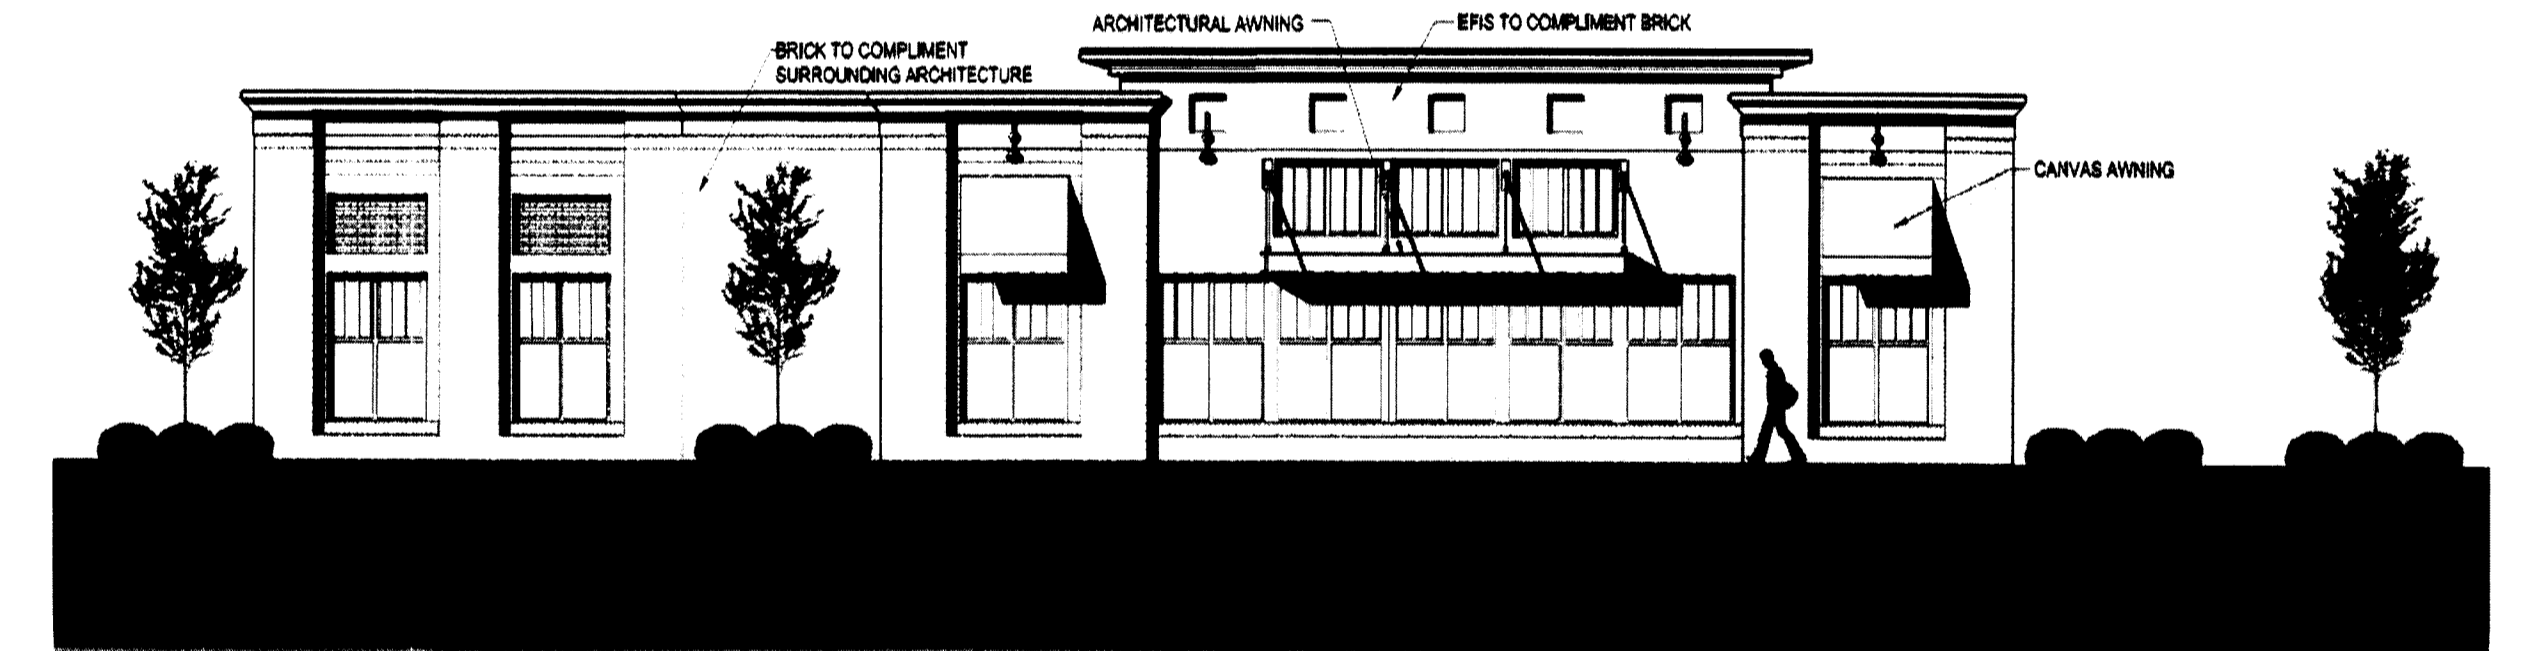 ARCHITECTURAL AWNING
EFIS TO COMPLIMENT BRICK
BRICK TO COMPLIMENT
SURROUNDING ARCHITECTURE
CANVAS AWNING